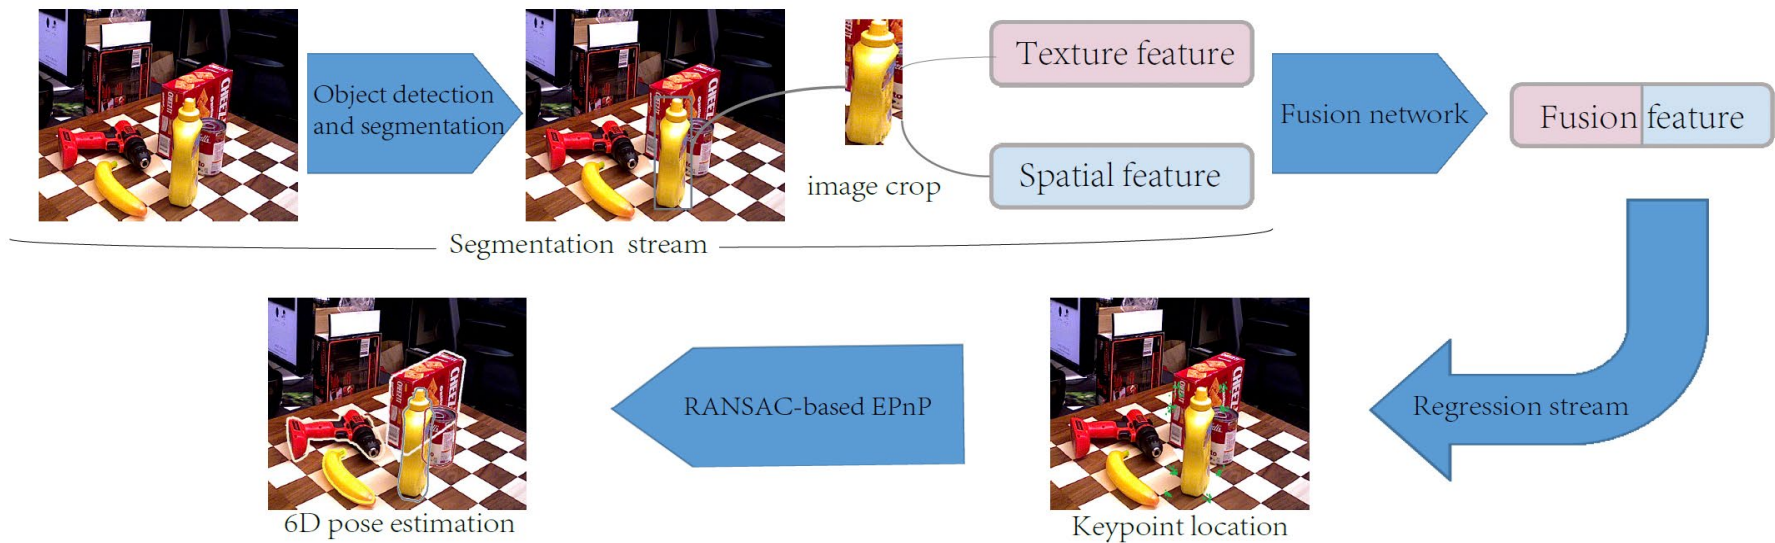 Object detection
and segmentation
image crop
Texture feature
Spatial feature
Fusion network
Fusion feature
Segmentation stream
Regression stream
CHEEZ
Keypoint location
RANSAC-based EPnP
6D pose estimation